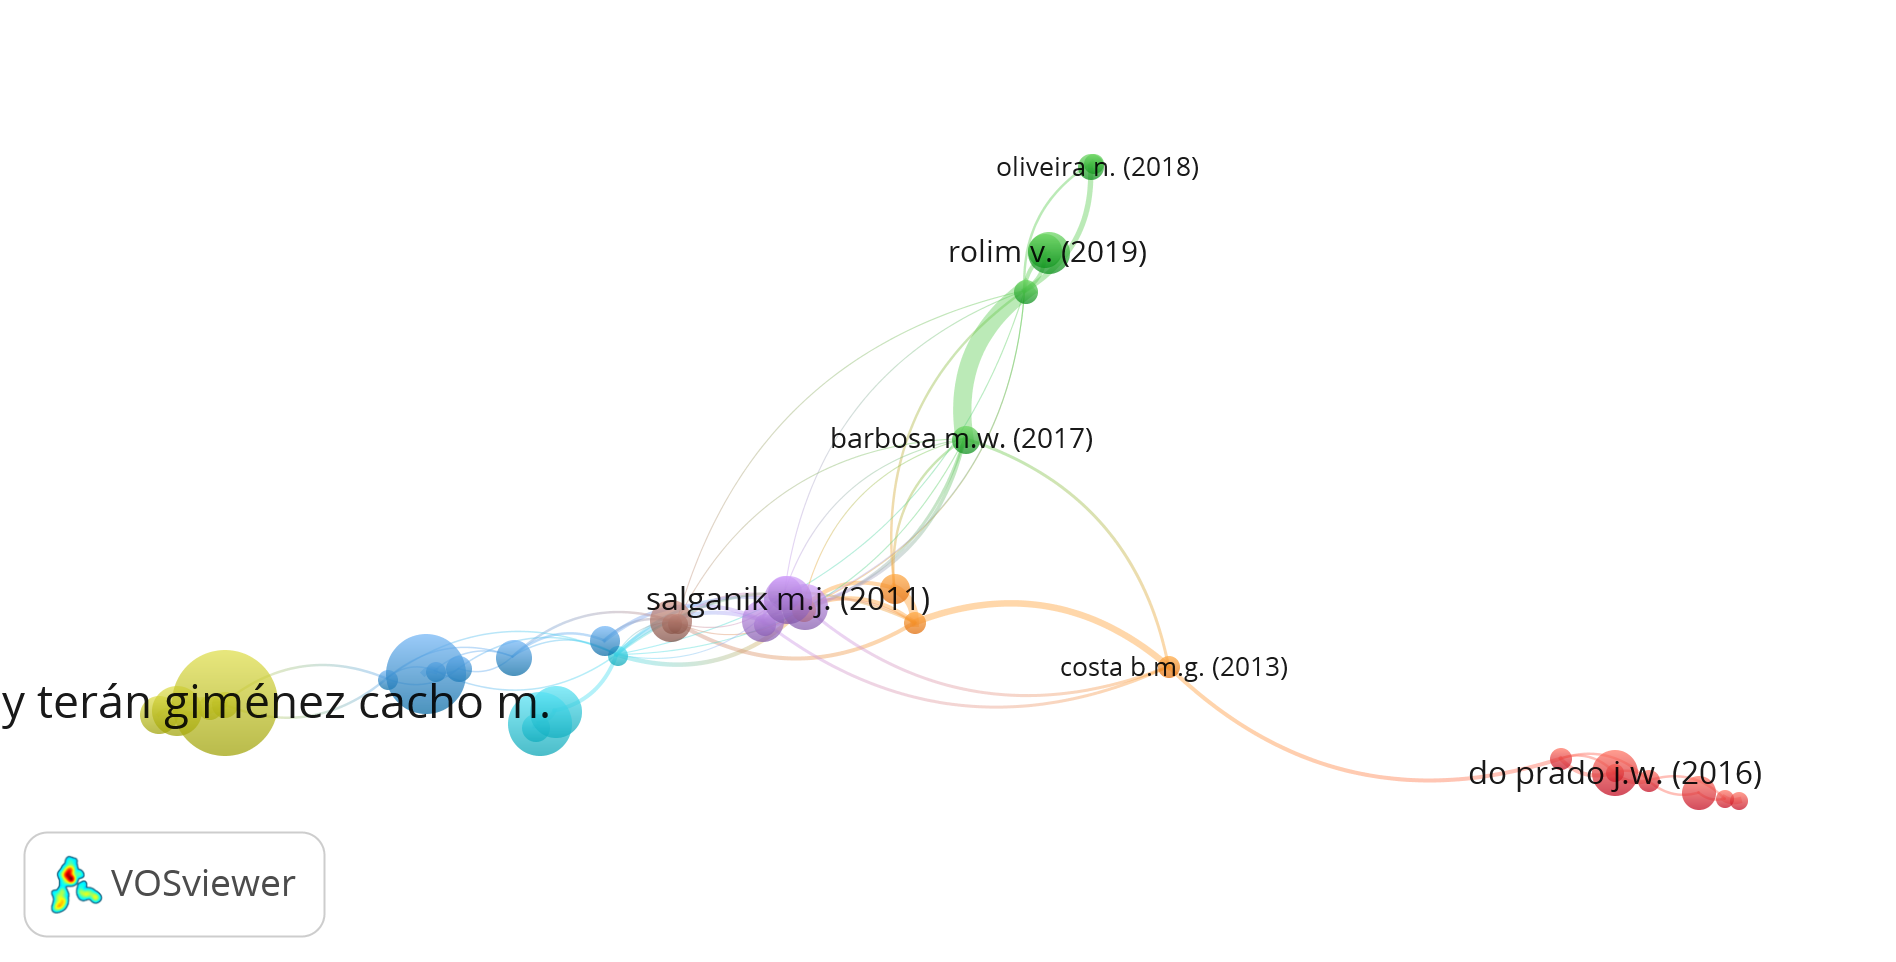 oliveira n. (2018)
rolim v. (2019)
barbosa m.w. (2017)
salganik m.j. (2011)
costa b.m.g. (2013)
y terán giménez cacho m.
do prado j.w. (2016)
VOSviewer